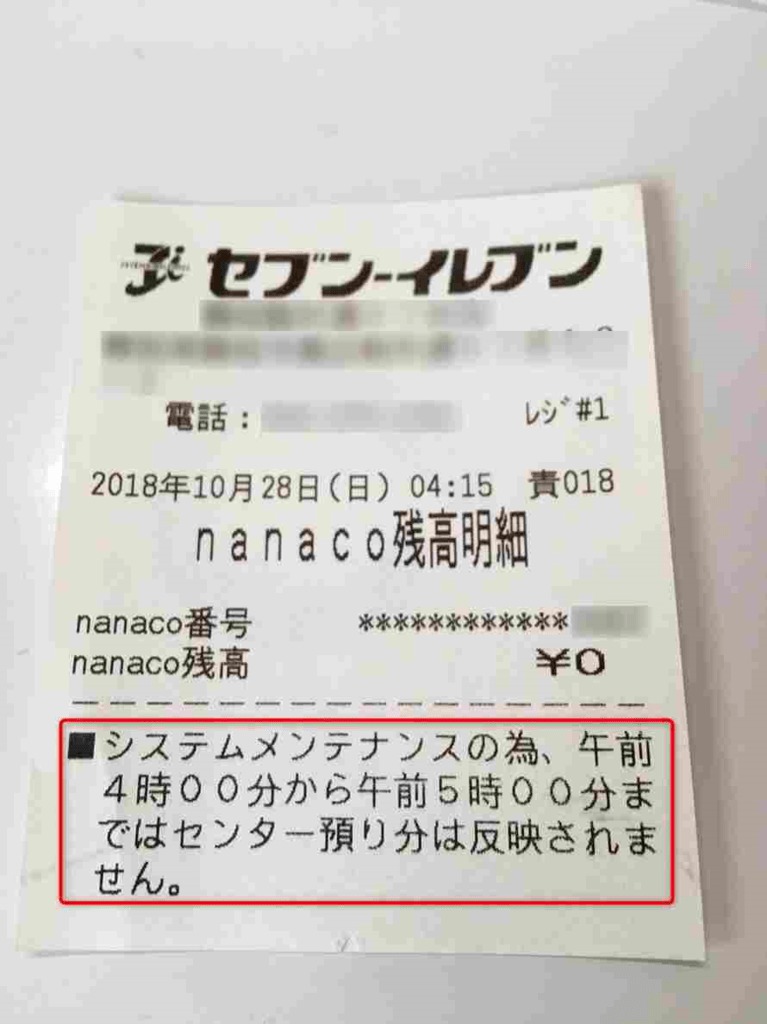 セブン-イレブン
電話：
レジ#1
2018年10月28日(日) 04:15 責018
nanaco残高明細
nanaco番号 ************
nanaco残高 ¥0
■システムメンテナンスの為、午前
４時００分から午前５時００分ま
ではセンター預り分は反映されま
せん。